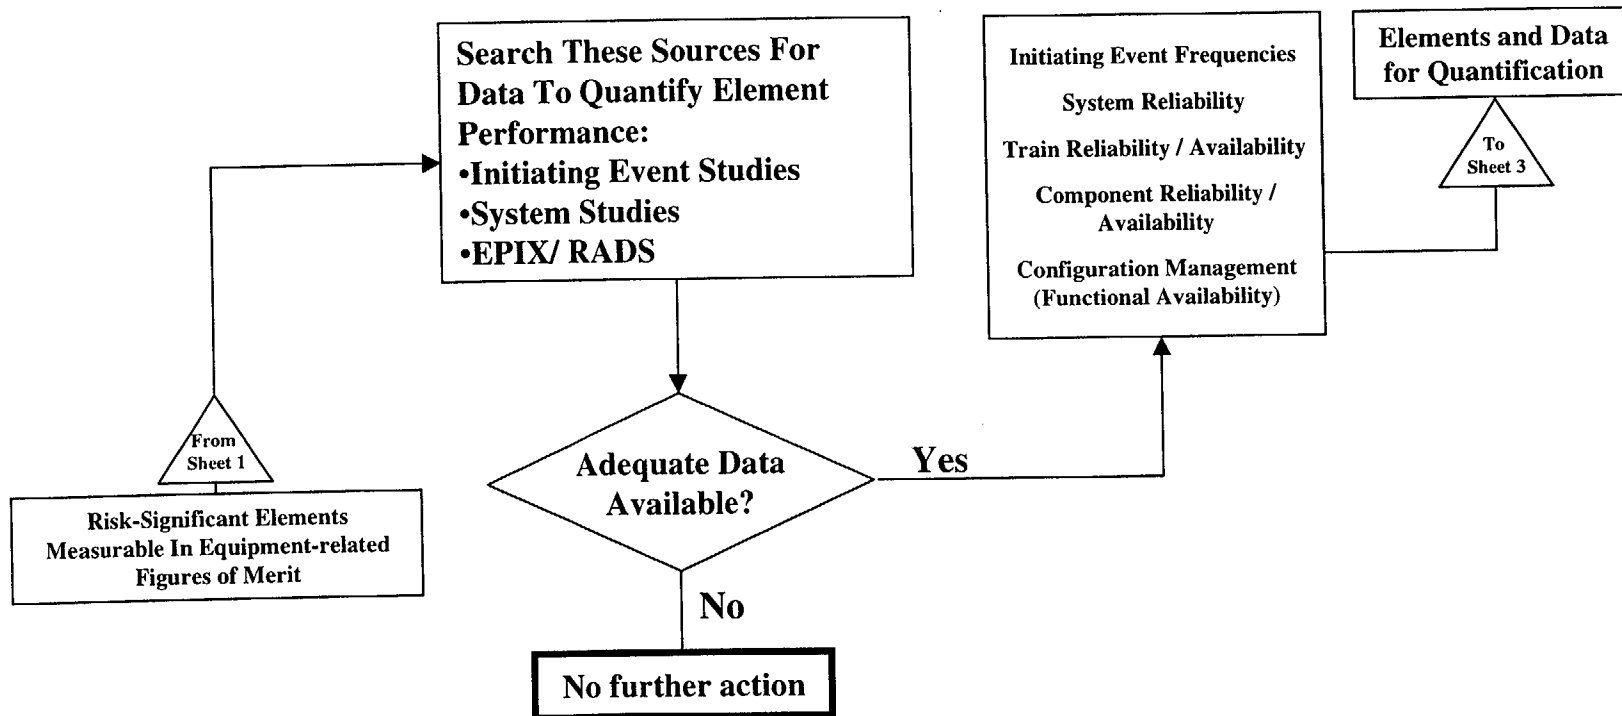 Search These Sources For
Data To Quantify Element
Performance:
•Initiating Event Studies
•System Studies
•EPIX/ RADS
Initiating Event Frequencies
System Reliability
Train Reliability / Availability
Component Reliability /
Availability
Configuration Management
(Functional Availability)
Elements and Data
for Quantification
To
Sheet 3
From
Sheet 1
Risk-Significant Elements
Measurable In Equipment-related
Figures of Merit
Adequate Data
Available?
Yes
No
No further action